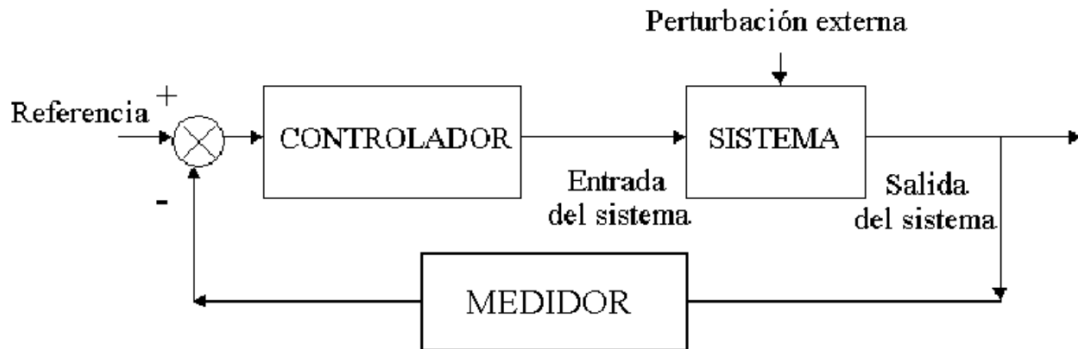 Perturbación externa
Referencia
+
CONTROLADOR
SISTEMA
-
Entrada
del sistema
Salida
del sistema
MEDIDOR